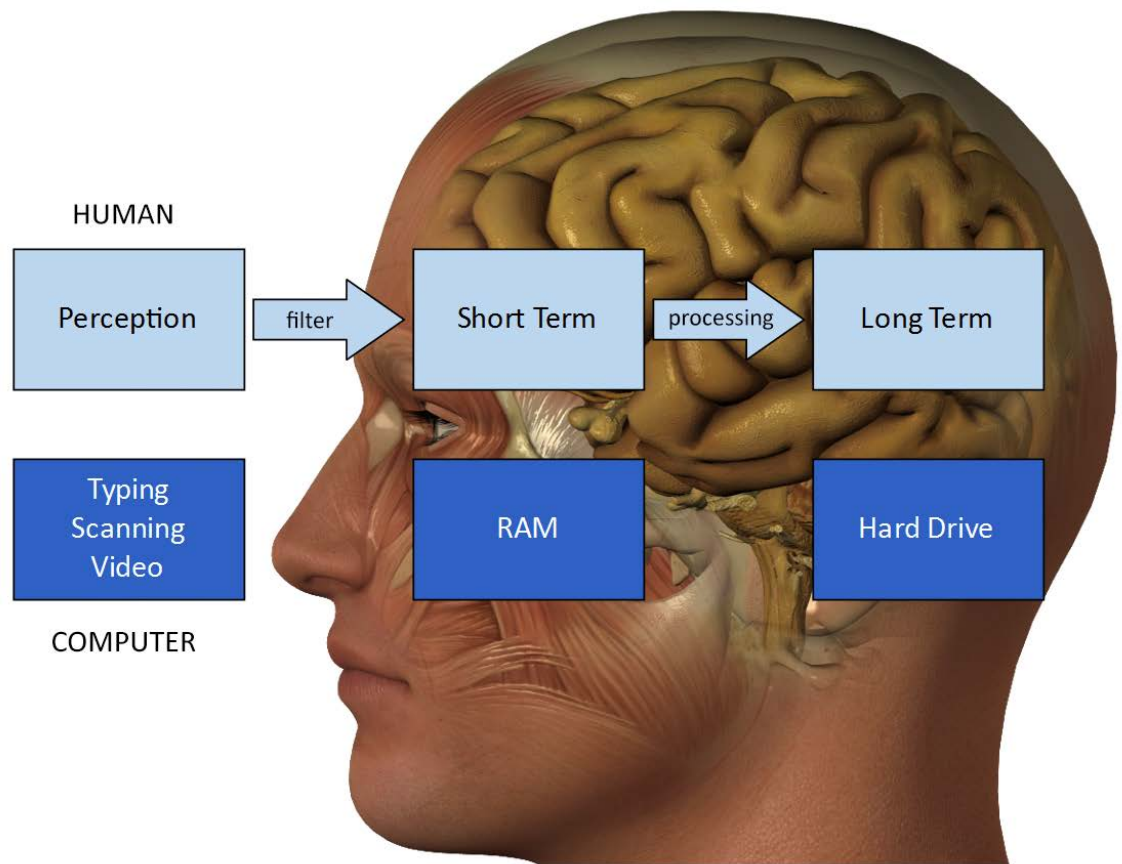 HUMAN
Perception
filter
Short Term
processing
Long Term
Typing
Scanning
Video
RAM
Hard Drive
COMPUTER